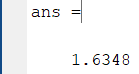 ans =
1.6348